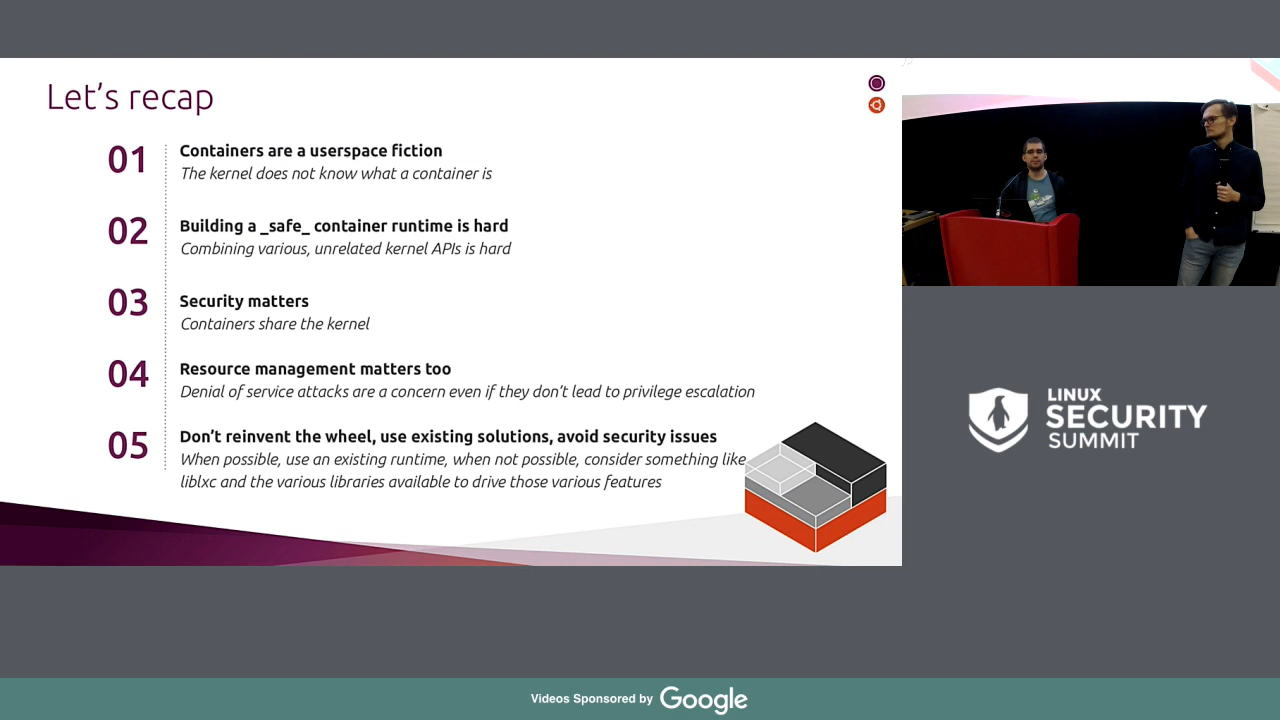 Let's recap
01
Containers are a userspace fiction
The kernel does not know what a container is
02
Building a _safe_ container runtime is hard
Combining various, unrelated kernel APIs is hard
03
Security matters
Containers share the kernel
04
Resource management matters too
Denial of service attacks are a concern even if they don't lead to privilege escalation
05
Don't reinvent the wheel, use existing solutions, avoid security issues
When possible, use an existing runtime, when not possible, consider something like
liblxc and the various libraries available to drive those various features
LINUX
SECURITY
SUMMIT
Videos Sponsored by Google